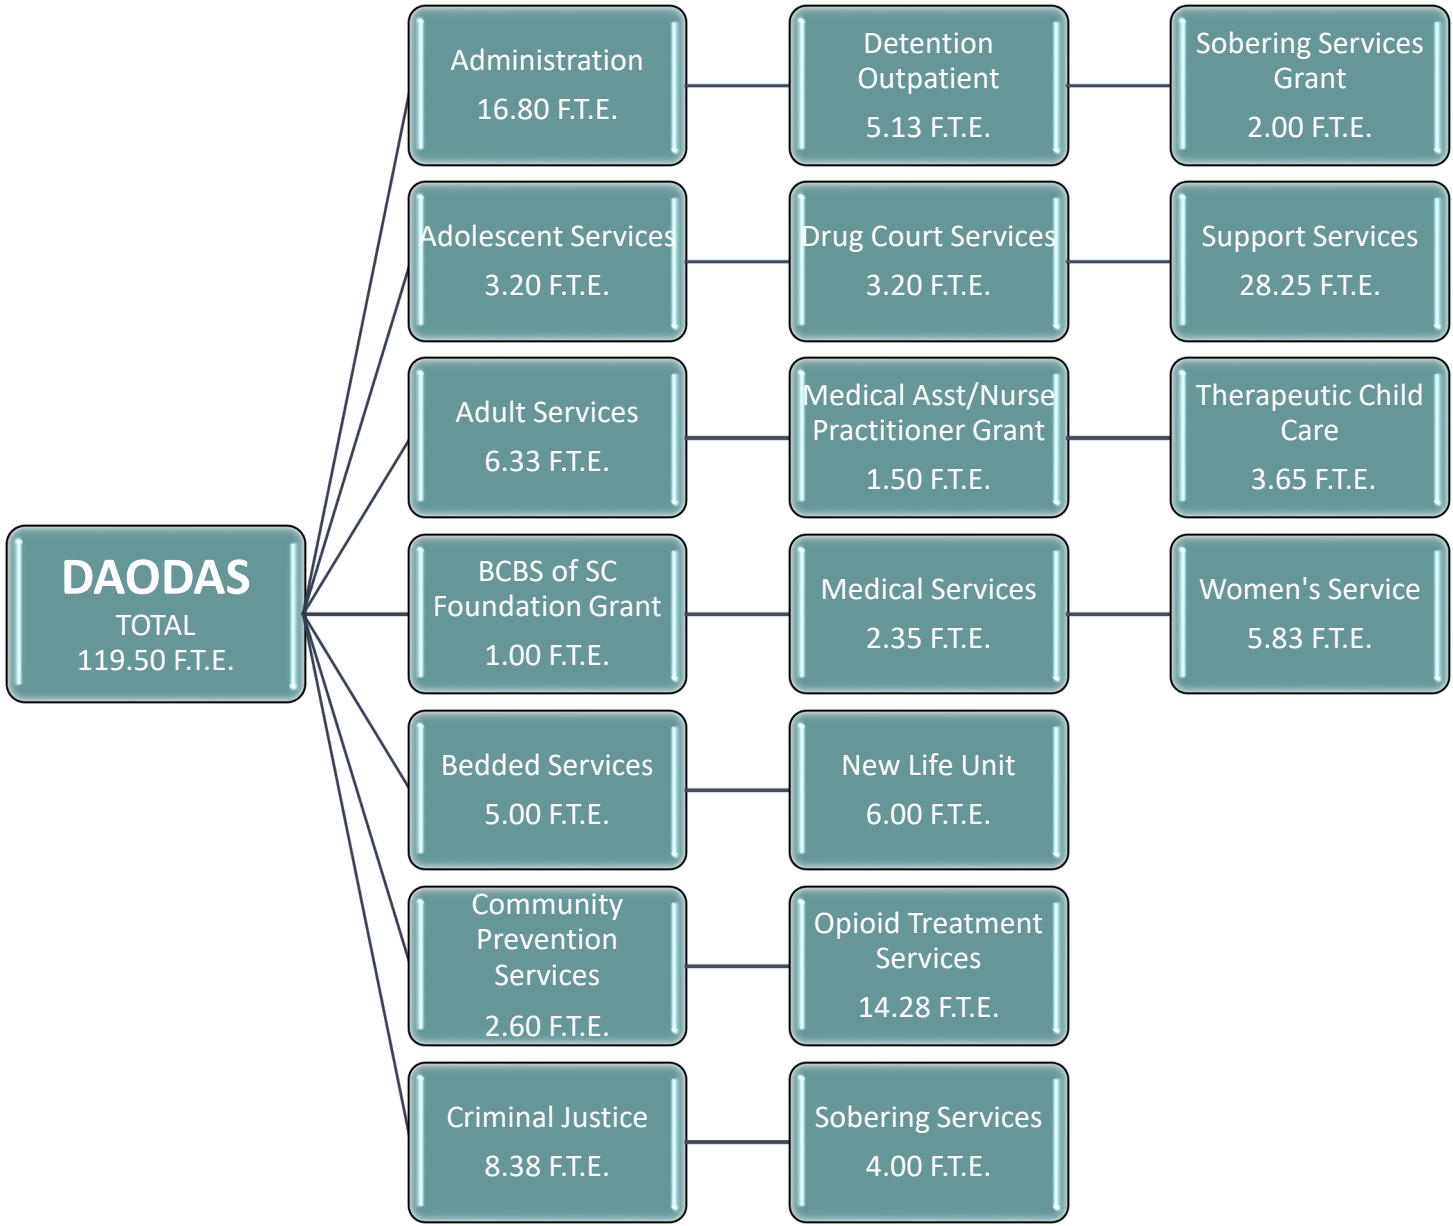 DAODAS
TOTAL
119.50 F.T.E.
Administration
16.80 F.T.E.
Detention
Outpatient
5.13 F.T.E.
Sobering Services
Grant
2.00 F.T.E.
Adolescent Services
3.20 F.T.E.
Drug Court Services
3.20 F.T.E.
Support Services
28.25 F.T.E.
Adult Services
6.33 F.T.E.
Medical Asst/Nurse
Practitioner Grant
1.50 F.T.E.
Therapeutic Child
Care
3.65 F.T.E.
BCBS of SC
Foundation Grant
1.00 F.T.E.
Medical Services
2.35 F.T.E.
Women's Service
5.83 F.T.E.
Bedded Services
5.00 F.T.E.
New Life Unit
6.00 F.T.E.
Community
Prevention
Services
2.60 F.T.E.
Opioid Treatment
Services
14.28 F.T.E.
Criminal Justice
8.38 F.T.E.
Sobering Services
4.00 F.T.E.